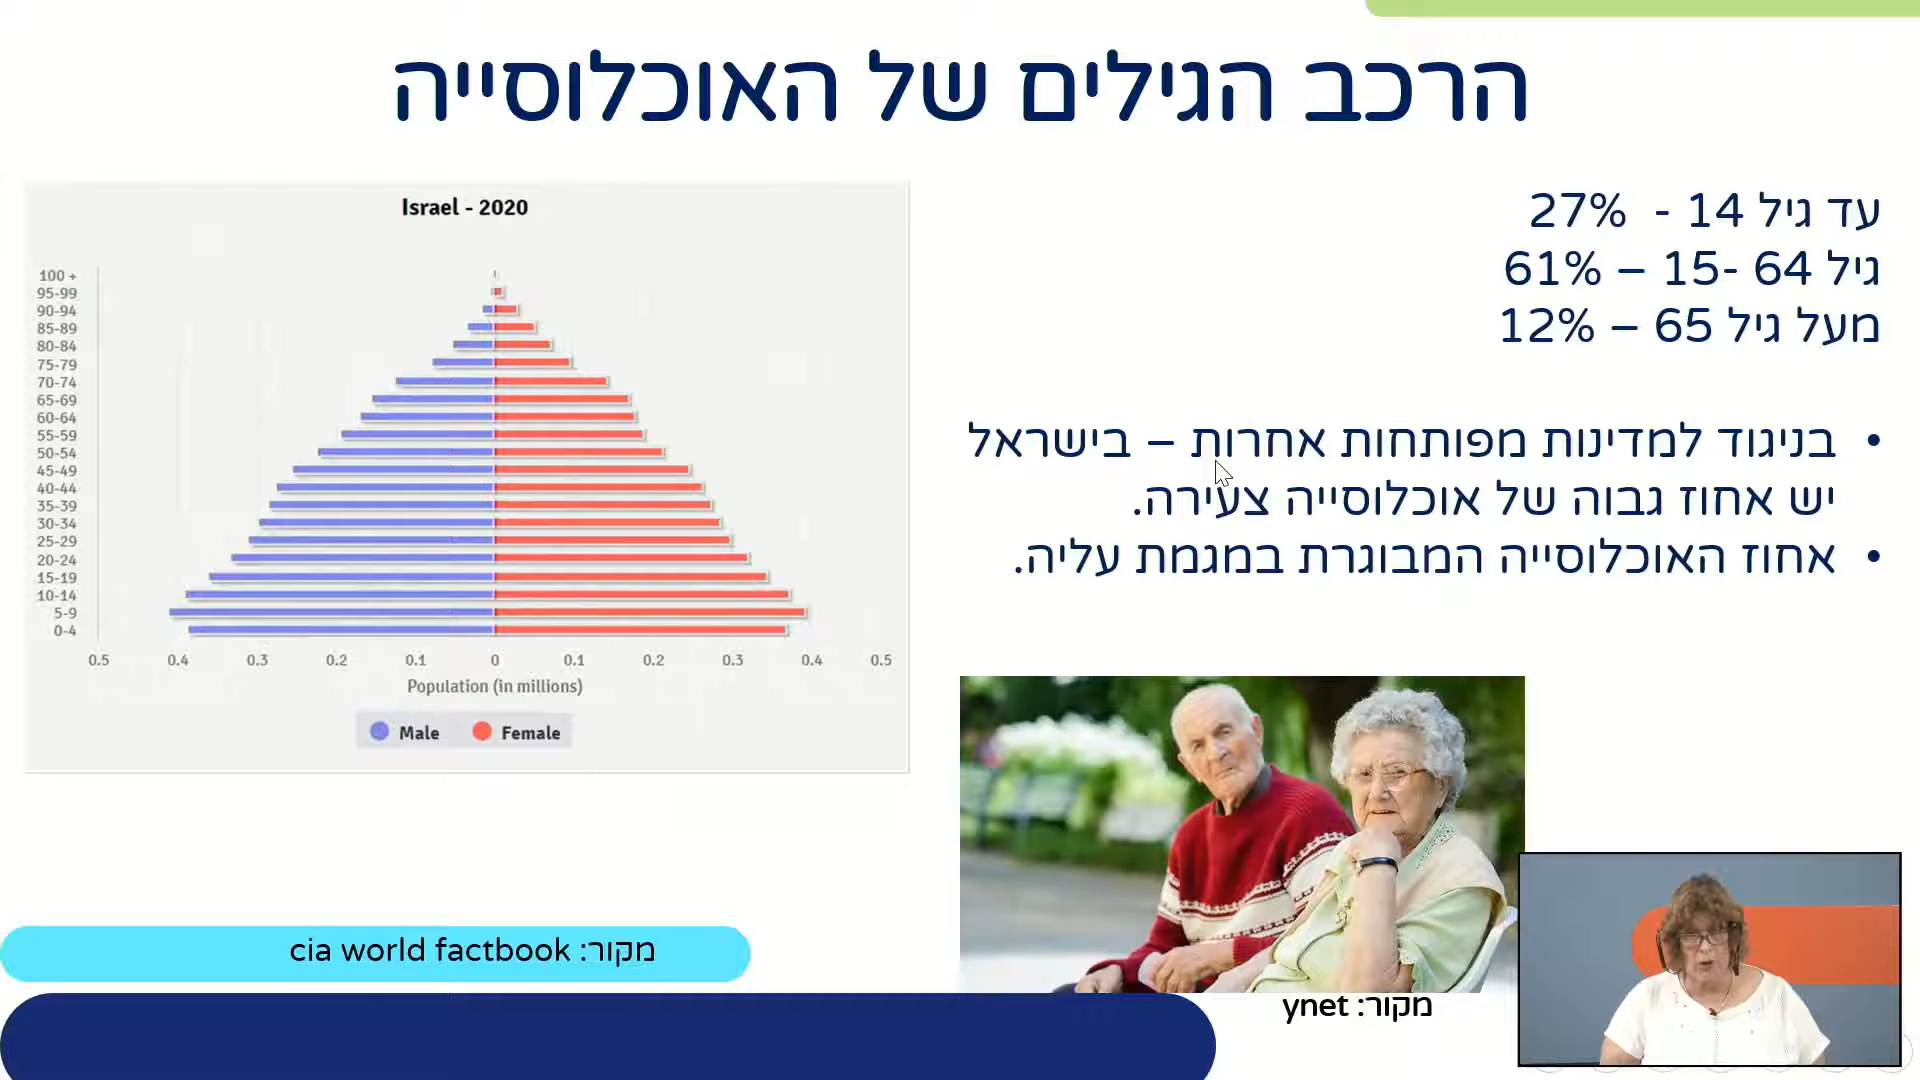 הרכב הגילים של האוכלוסייה
עד גיל 14 - 27%
גיל 64 -15 – 61%
מעל גיל 65 – 12%
• בניגוד למדינות מפותחות אחרות – בישראל
יש אחוז גבוה של אוכלוסייה צעירה.
• אחוז האוכלוסייה המבוגרת במגמת עליה.
Israel - 2020
100 +
95-99
90-94
85-89
80-84
75-79
70-74
65-69
60-64
55-59
50-54
45-49
40-44
35-39
30-34
25-29
20-24
15-19
10-14
5-9
0-4
0.5 0.4 0.3 0.2 0.1 0 0.1 0.2 0.3 0.4 0.5
Population (in millions)
Male Female
מקור: cia world factbook
מקור: ynet